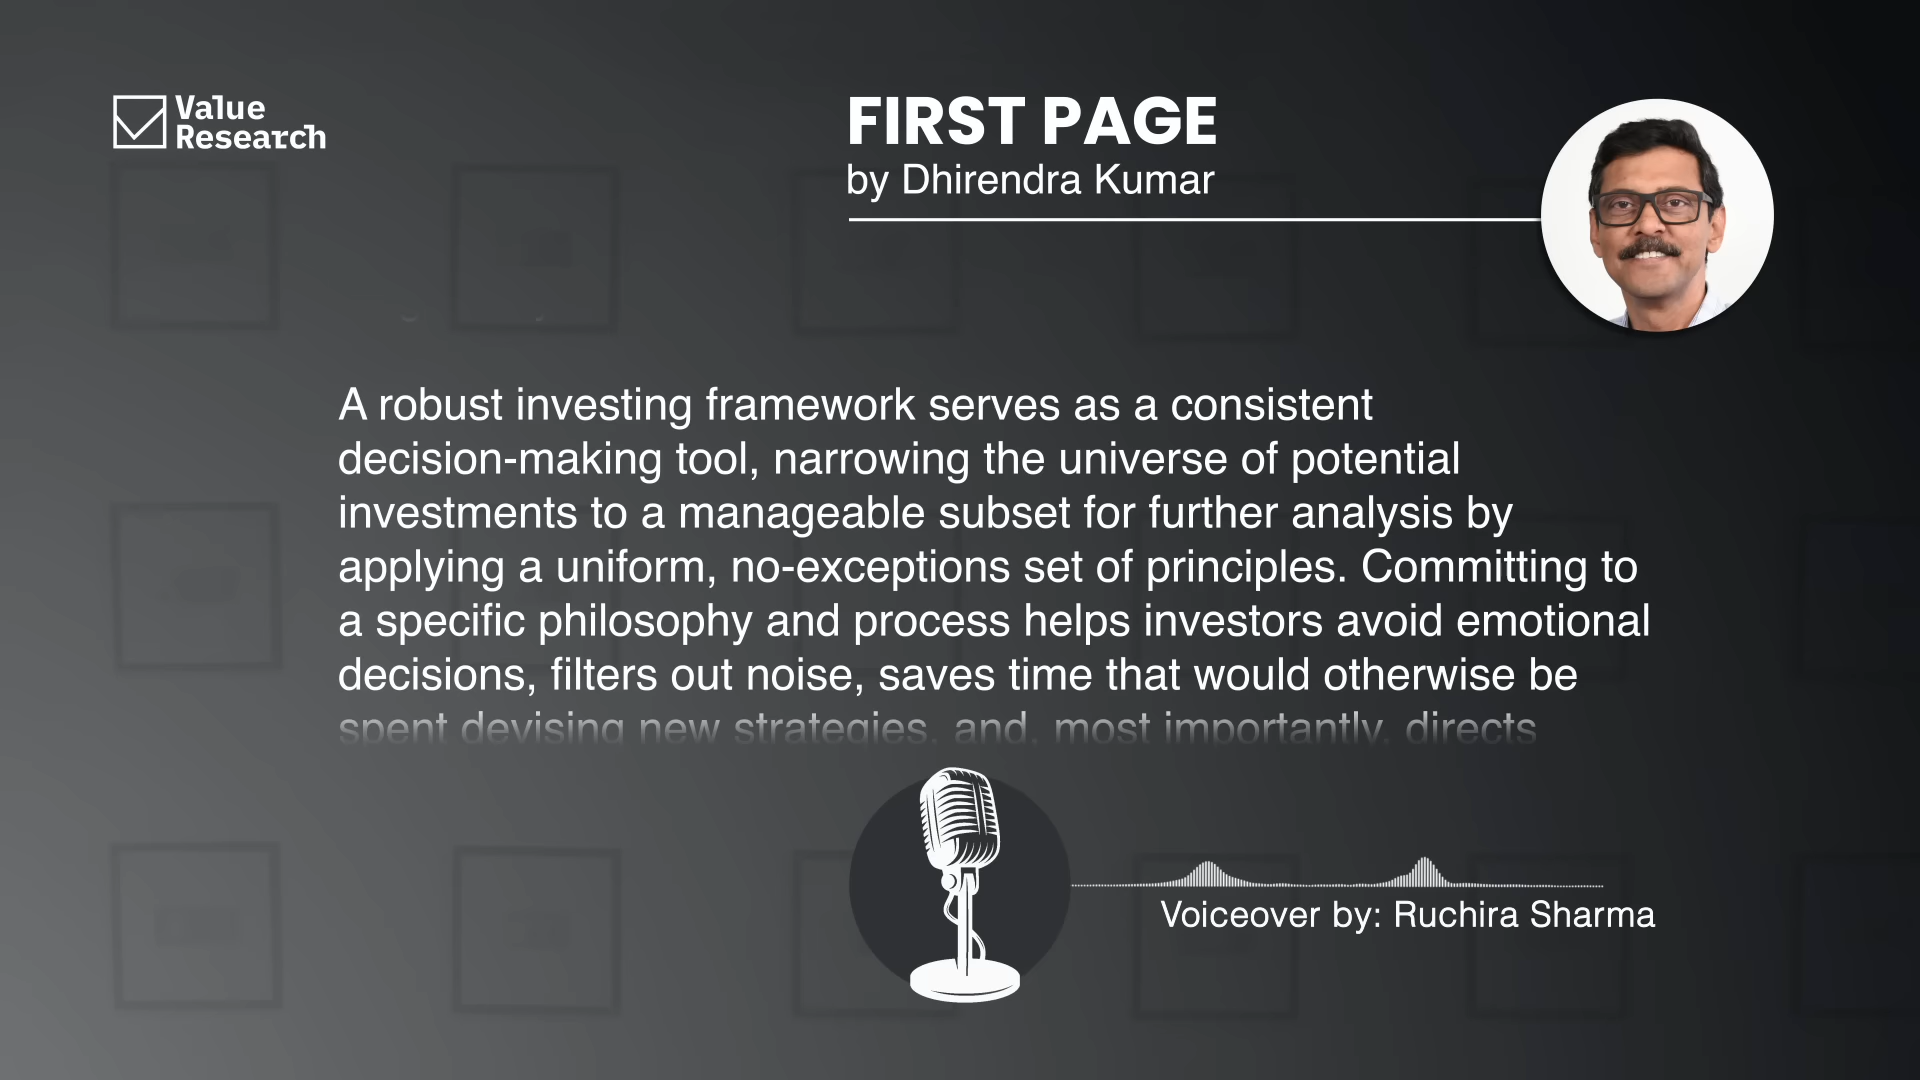 Value
Research
FIRST PAGE
by Dhirendra Kumar
A robust investing framework serves as a consistent
decision-making tool, narrowing the universe of potential
investments to a manageable subset for further analysis by
applying a uniform, no-exceptions set of principles. Committing to
a specific philosophy and process helps investors avoid emotional
decisions, filters out noise, saves time that would otherwise be
spent devising new strategies, and, most importantly, directs
Voiceover by: Ruchira Sharma